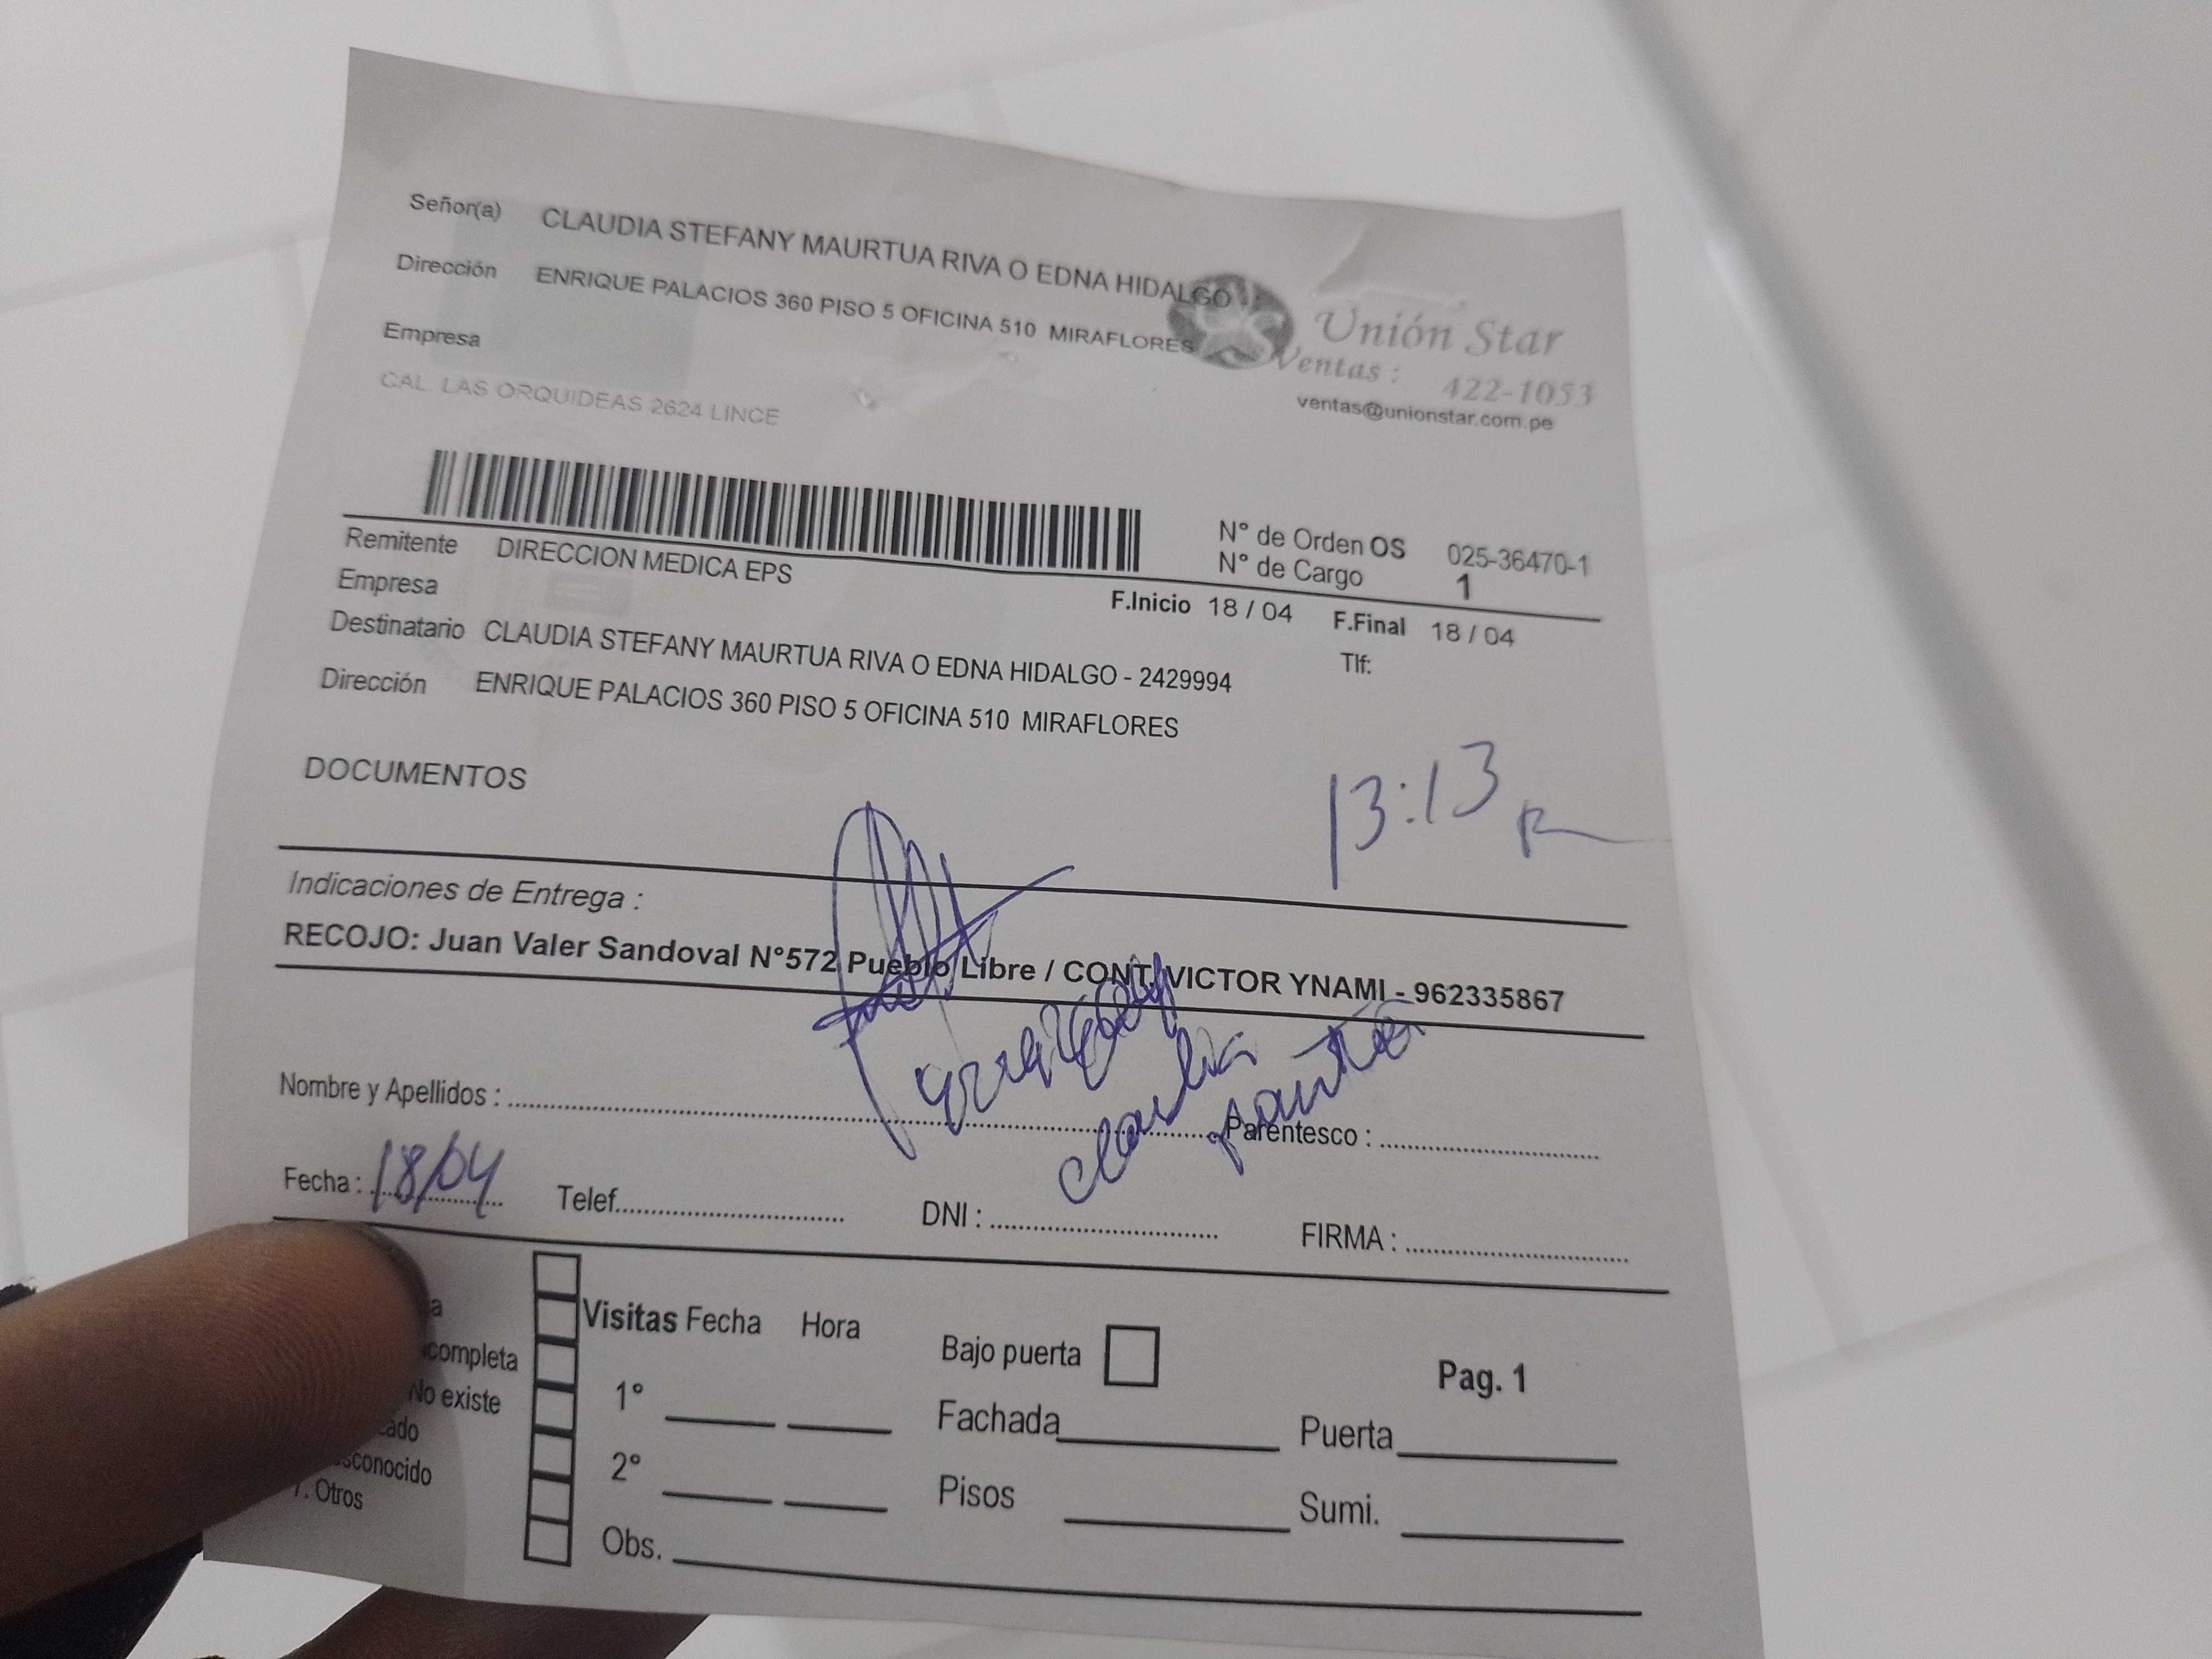 Señor(a) CLAUDIA STEFANY MAURTUA RIVA O EDNA HIDALGO
Dirección ENRIQUE PALACIOS 360 PISO 5 OFICINA 510 MIRAFLORES
Unión Star
Empresa
Ventas : 422-1053
CAL. LAS ORQUIDEAS 2624 LINCE
ventas@unionstar.com.pe
N° de Orden OS 025-36470-1
Remitente DIRECCION MEDICA EPS
N° de Cargo 1
Empresa
F.Inicio 18 / 04 F.Final 18 / 04
Destinatario CLAUDIA STEFANY MAURTUA RIVA O EDNA HIDALGO - 2429994
Tlf:
Dirección ENRIQUE PALACIOS 360 PISO 5 OFICINA 510 MIRAFLORES
DOCUMENTOS
13:13
Indicaciones de Entrega :
RECOJO: Juan Valer Sandoval N°572 Pueblo Libre / CONT. VICTOR YNAMI - 962335867
Claudia
Nombre y Apellidos : Parentesco :
Fecha : 18/04 Telef. DNI : FIRMA :
completa
No existe
7. Otros
Visitas Fecha Hora
Bajo puerta
Pag. 1
1°
Fachada Puerta
2°
Pisos Sumi.
Obs.